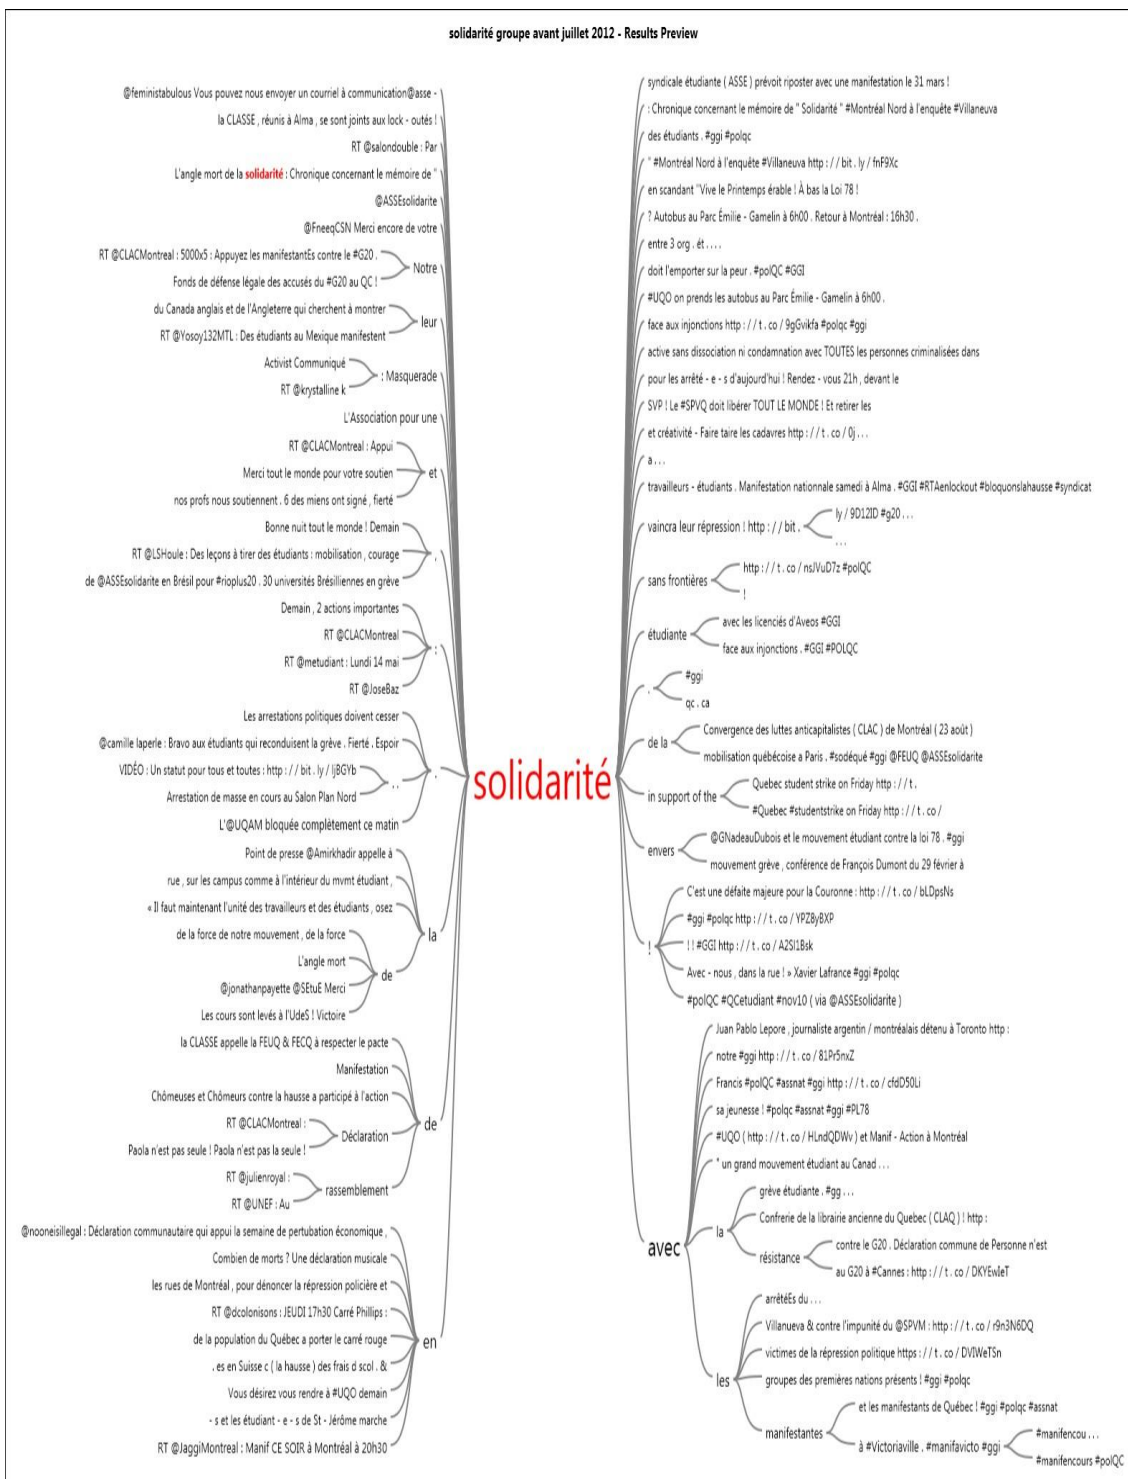 solidarité groupe avant juillet 2012 - Results Preview
@feministabulous Vous pouvez nous envoyer un courriel à communication@asse -
la CLASSE , réunis à Alma , se sont joints aux lock - outés !
RT @salondouble : Par
L'angle mort de la solidarité : Chronique concernant le mémoire de "
@ASSEsolidarite
@FneeqCSN Merci encore de votre
RT @CLACMontreal : 5000x5 : Appuyez les manifestantEs contre le #G20 .
Fonds de défense légale des accusés du #G20 au QC !
Notre
du Canada anglais et de l'Angleterre qui cherchent à montrer
RT @Yosoy132MTL : Des étudiants au Mexique manifestent
leur
Activist Communiqué
RT @krystalline k
: Masquerade
L'Association pour une
RT @CLACMontreal : Appui
Merci tout le monde pour votre soutien
nos profs nous soutiennent . 6 des miens ont signé , fierté
et
Bonne nuit tout le monde ! Demain
RT @LSHoule : Des leçons à tirer des étudiants : mobilisation , courage
de @ASSEsolidarite en Brésil pour #rioplus20 . 30 universités Brésilliennes en grève
,
Demain , 2 actions importantes
RT @CLACMontreal
RT @metudiant : Lundi 14 mai
RT @JoseBaz
:
Les arrestations politiques doivent cesser
@camille laperle : Bravo aux étudiants qui reconduisent la grève . Fierté . Espoir
VIDÉO : Un statut pour tous et toutes : http : / / bit . ly / ljBGYb
Arrestation de masse en cours au Salon Plan Nord
. .
L'@UQAM bloquée complètement ce matin
.
Point de presse @Amirkhadir appelle à
rue , sur les campus comme à l'intérieur du mvmt étudiant ,
« Il faut maintenant l'unité des travailleurs et des étudiants , osez
de la force de notre mouvement , de la force
L'angle mort
@jonathanpayette @SEtuE Merci
Les cours sont levés à l'UdeS ! Victoire
de
la
la CLASSE appelle la FEUQ & FECQ à respecter le pacte
Manifestation
Chômeuses et Chômeurs contre la hausse a participé à l'action
RT @CLACMontreal :
Paola n'est pas seule ! Paola n'est pas la seule !
Déclaration
RT @julienroyal :
RT @UNEF : Au
rassemblement
de
@nooneisillegal : Déclaration communautaire qui appui la semaine de pertubation économique ,
Combien de morts ? Une déclaration musicale
les rues de Montréal , pour dénoncer la répression policière et
RT @dcolonisons : JEUDI 17h30 Carré Phillips :
de la population du Québec a porter le carré rouge
. es en Suisse c ( la hausse ) des frais d scol . &
Vous désirez vous rendre à #UQO demain
- s et les étudiant - e - s de St - Jérôme marche
RT @JaggiMontreal : Manif CE SOIR à Montréal à 20h30
en
solidarité
syndicale étudiante ( ASSE ) prévoit riposter avec une manifestation le 31 mars !
: Chronique concernant le mémoire de " Solidarité " #Montréal Nord à l'enquête #Villaneuva
des étudiants . #ggi #polqc
" #Montréal Nord à l'enquête #Villaneuva http : / / bit . ly / fnF9Xc
en scandant "Vive le Printemps érable ! À bas la Loi 78 !
? Autobus au Parc Émilie - Gamelin à 6h00 . Retour à Montréal : 16h30 .
entre 3 org . ét . . . .
doit l'emporter sur la peur . #polQC #GGI
#UQO on prends les autobus au Parc Émilie - Gamelin à 6h00 .
face aux injonctions http : / / t . co / 9gGvikfa #polqc #ggi
active sans dissociation ni condamnation avec TOUTES les personnes criminalisées dans
pour les arrêté - e - s d'aujourd'hui ! Rendez - vous 21h , devant le
SVP ! Le #SPVQ doit libérer TOUT LE MONDE ! Et retirer les
et créativité - Faire taire les cadavres http : / / t . co / 0j . . .
a . . .
travailleurs - étudiants . Manifestation nationnale samedi à Alma . #GGI #RTAenlockout #bloquonslahausse #syndicat
vaincra leur répression ! http : / / bit .
ly / 9D12ID #g20 . . .
. . .
sans frontières
http : / / t . co / nsJVuD7z #polQC
!
étudiante
avec les licenciés d'Aveos #GGI
face aux injonctions . #GGI #POLQC
.
#ggi
qc . ca
de la
Convergence des luttes anticapitalistes ( CLAC ) de Montréal ( 23 août )
mobilisation québécoise a Paris . #sodéqué #ggi @FEUQ @ASSEsolidarite
in support of the
Quebec student strike on Friday http : / / t .
#Quebec #studentstrike on Friday http : / / t . co /
envers
@GNadeauDubois et le mouvement étudiant contre la loi 78 . #ggi
mouvement grève , conférence de François Dumont du 29 février à
!
C'est une défaite majeure pour la Couronne : http : / / t . co / bLDpsNs
#ggi #polqc http : / / t . co / YPZ8yBXP
! ! #GGI http : / / t . co / A2Sl1Bsk
Avec - nous , dans la rue ! » Xavier Lafrance #ggi #polqc
#polQC #QCetudiant #nov10 ( via @ASSEsolidarite )
avec
Juan Pablo Lepore , journaliste argentin / montréalais détenu à Toronto http :
notre #ggi http : / / t . co / 81Pr5nxZ
Francis #polQC #assnat #ggi http : / / t . co / cfdD50Li
sa jeunesse ! #polqc #assnat #ggi #PL78
#UQO ( http : / / t . co / HLndQDWv ) et Manif - Action à Montréal
" un grand mouvement étudiant au Canad . . .
la
grève étudiante . #gg . . .
Confrerie de la librairie ancienne du Quebec ( CLAQ ) ! http :
résistance
contre le G20 . Déclaration commune de Personne n'est
au G20 à #Cannes : http : / / t . co / DKYEwIeT
les
arrêtéEs du . . .
Villanueva & contre l'impunité du @SPVM : http : / / t . co / r9n3N6DQ
victimes de la répression politique https : / / t . co / DVIWeTSn
groupes des premières nations présents ! #ggi #polqc
manifestantes
et les manifestants de Québec ! #ggi #polqc #assnat
à #Victoriaville . #manifavicto #ggi
#manifencou . . .
#manifencours #polQC